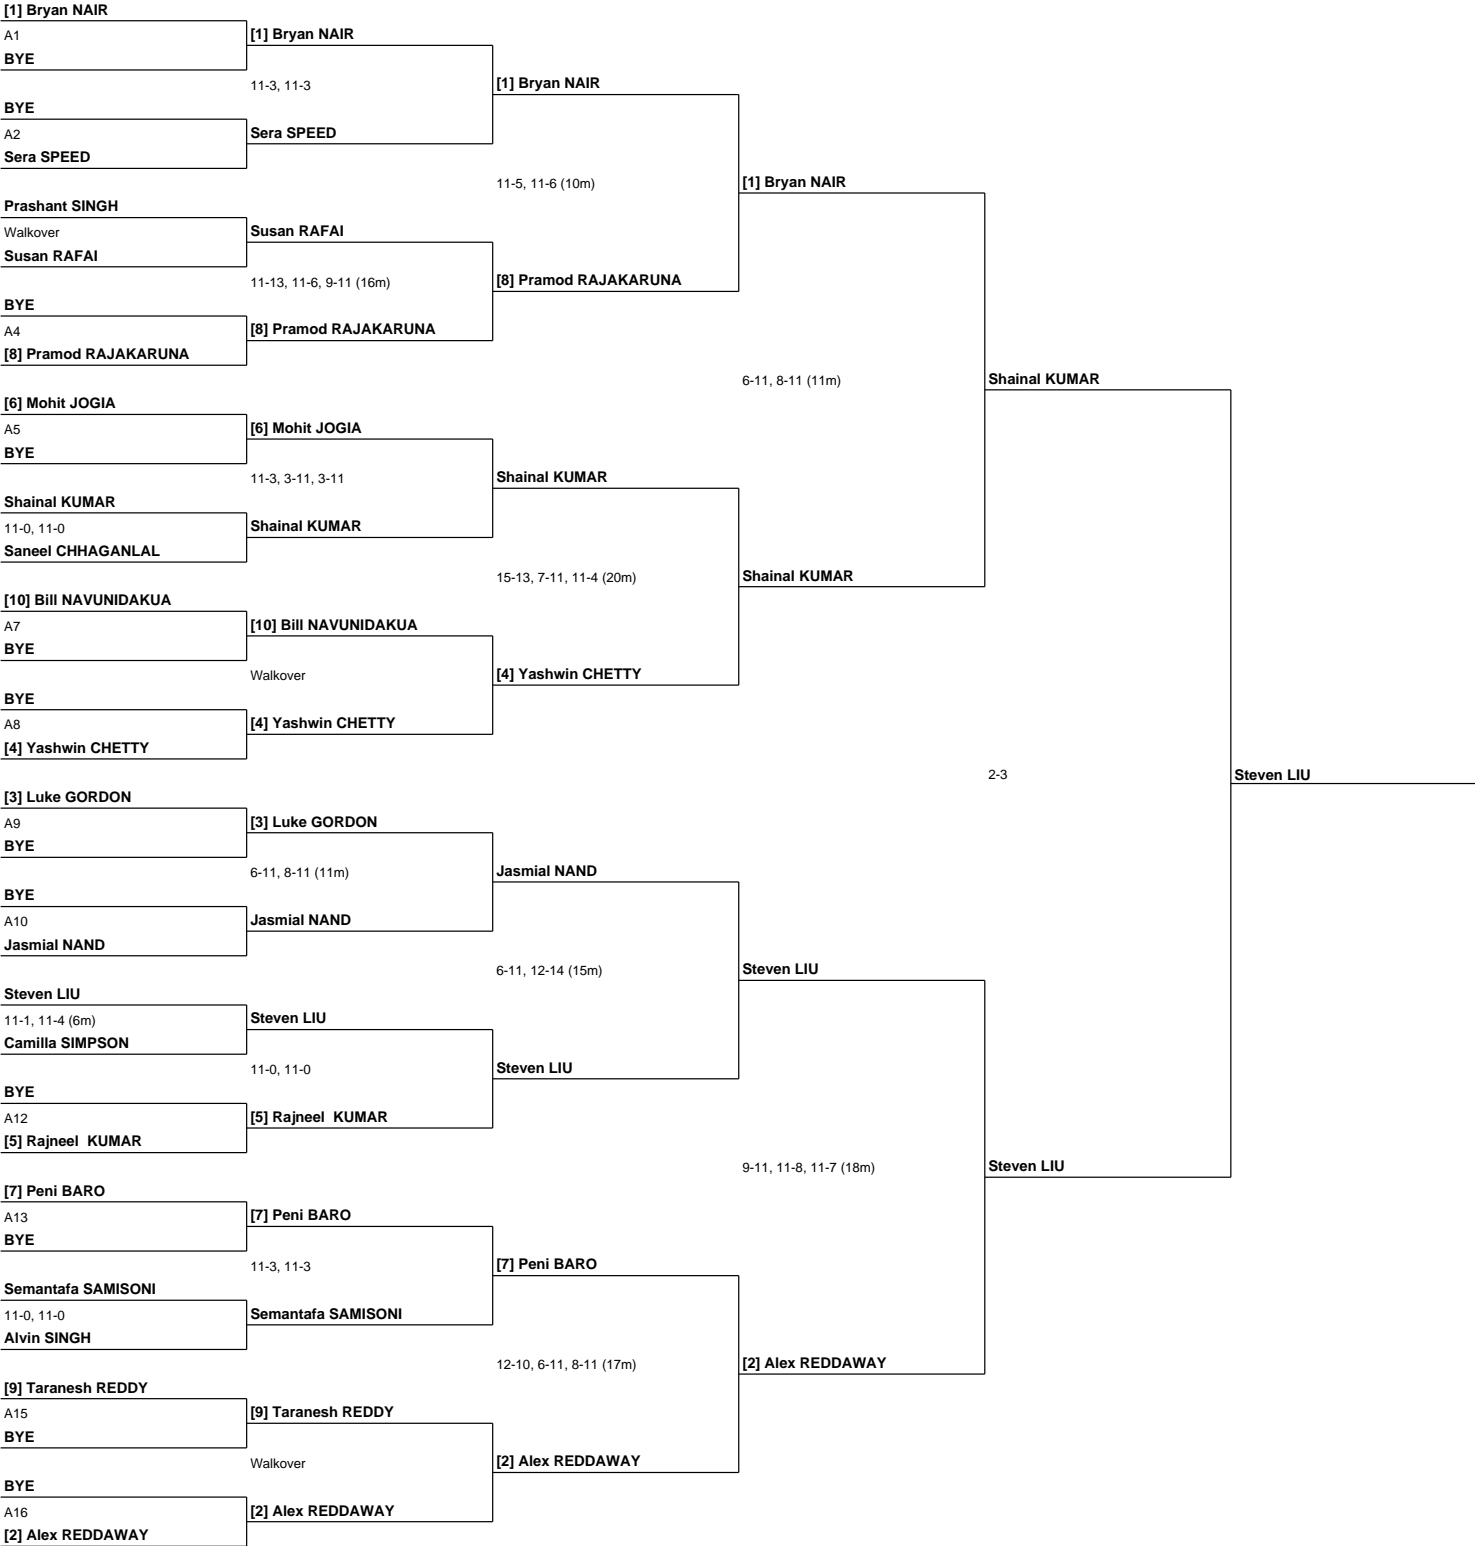 [1] Bryan NAIR
A1
BYE
BYE
A2
Sera SPEED
Prashant SINGH
Walkover
Susan RAFAI
BYE
A4
[8] Pramod RAJAKARUNA
[6] Mohit JOGIA
A5
BYE
Shainal KUMAR
11-0, 11-0
Saneel CHHAGANLAL
[10] Bill NAVUNIDAKUA
A7
BYE
BYE
A8
[4] Yashwin CHETTY
[3] Luke GORDON
A9
BYE
BYE
A10
Jasmial NAND
Steven LIU
11-1, 11-4 (6m)
Camilla SIMPSON
BYE
A12
[5] Rajneel  KUMAR
[7] Peni BARO
A13
BYE
Semantafa SAMISONI
11-0, 11-0
Alvin SINGH
[9] Taranesh REDDY
A15
BYE
BYE
A16
[2] Alex REDDAWAY
[1] Bryan NAIR
11-3, 11-3
Sera SPEED
Susan RAFAI
11-13, 11-6, 9-11 (16m)
[8] Pramod RAJAKARUNA
[6] Mohit JOGIA
11-3, 3-11, 3-11
Shainal KUMAR
[10] Bill NAVUNIDAKUA
Walkover
[4] Yashwin CHETTY
[3] Luke GORDON
6-11, 8-11 (11m)
Jasmial NAND
Steven LIU
11-0, 11-0
[5] Rajneel  KUMAR
[7] Peni BARO
11-3, 11-3
Semantafa SAMISONI
[9] Taranesh REDDY
Walkover
[2] Alex REDDAWAY
[1] Bryan NAIR
11-5, 11-6 (10m)
[8] Pramod RAJAKARUNA
Shainal KUMAR
15-13, 7-11, 11-4 (20m)
[4] Yashwin CHETTY
Jasmial NAND
6-11, 12-14 (15m)
Steven LIU
[7] Peni BARO
12-10, 6-11, 8-11 (17m)
[2] Alex REDDAWAY
[1] Bryan NAIR
6-11, 8-11 (11m)
Shainal KUMAR
Steven LIU
9-11, 11-8, 11-7 (18m)
[2] Alex REDDAWAY
Shainal KUMAR
2-3
Steven LIU
Steven LIU